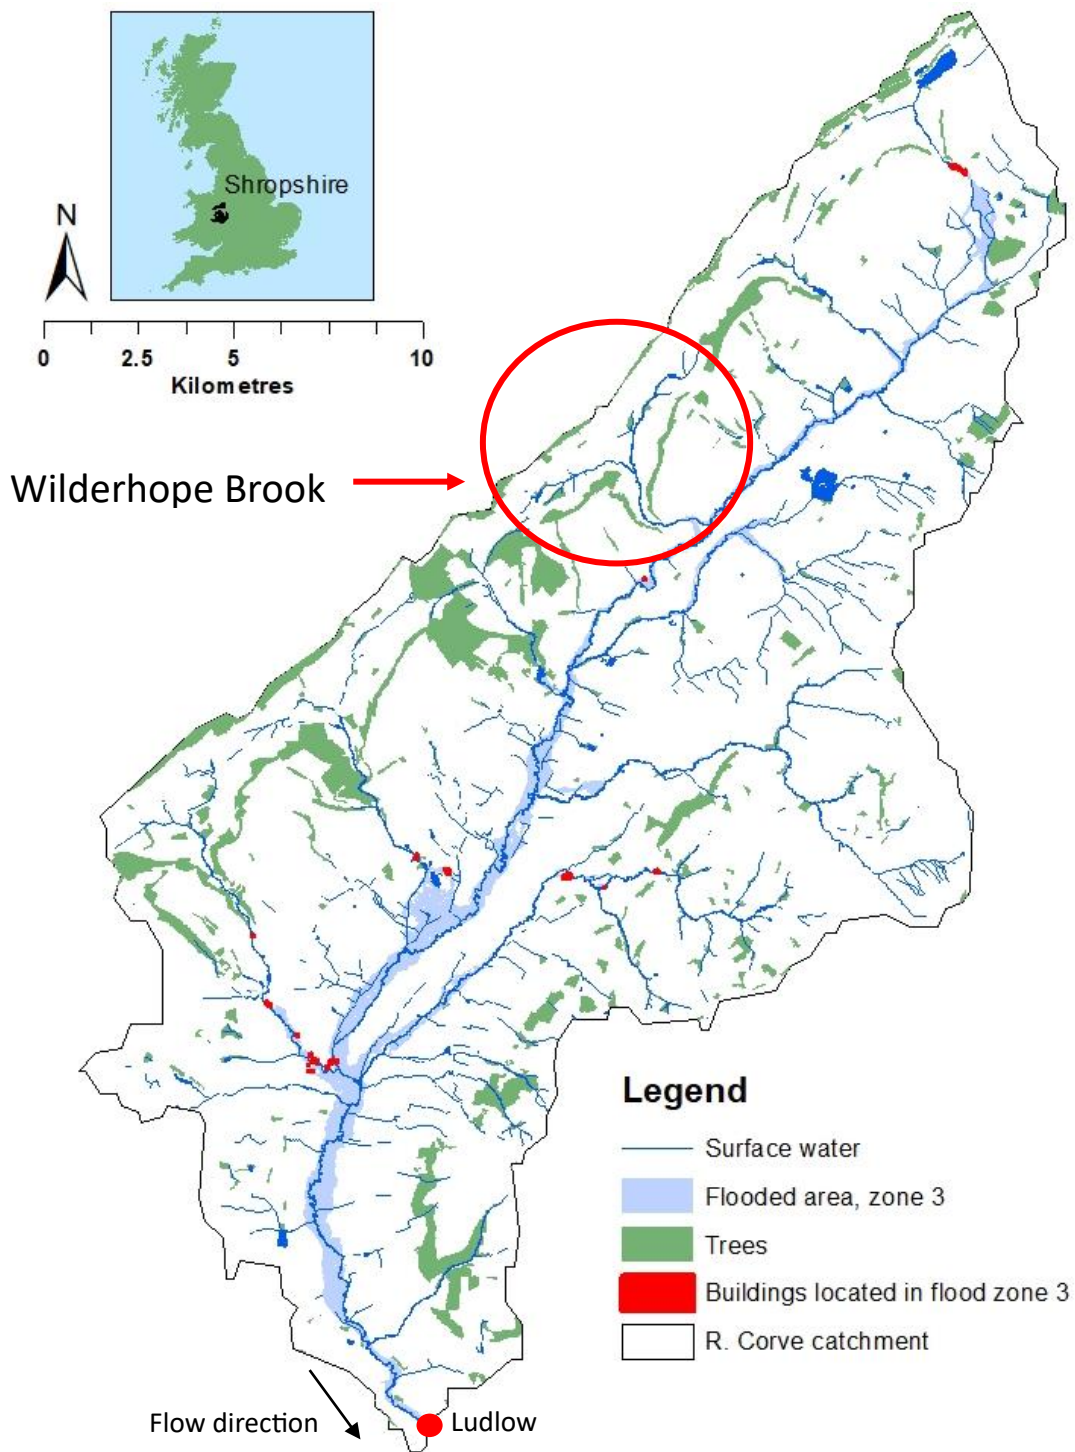 Shropshire
N
0 2.5 5 10
Kilometres
Wilderhope Brook
Legend
Surface water
Flooded area, zone 3
Trees
Buildings located in flood zone 3
R. Corve catchment
Flow direction
Ludlow